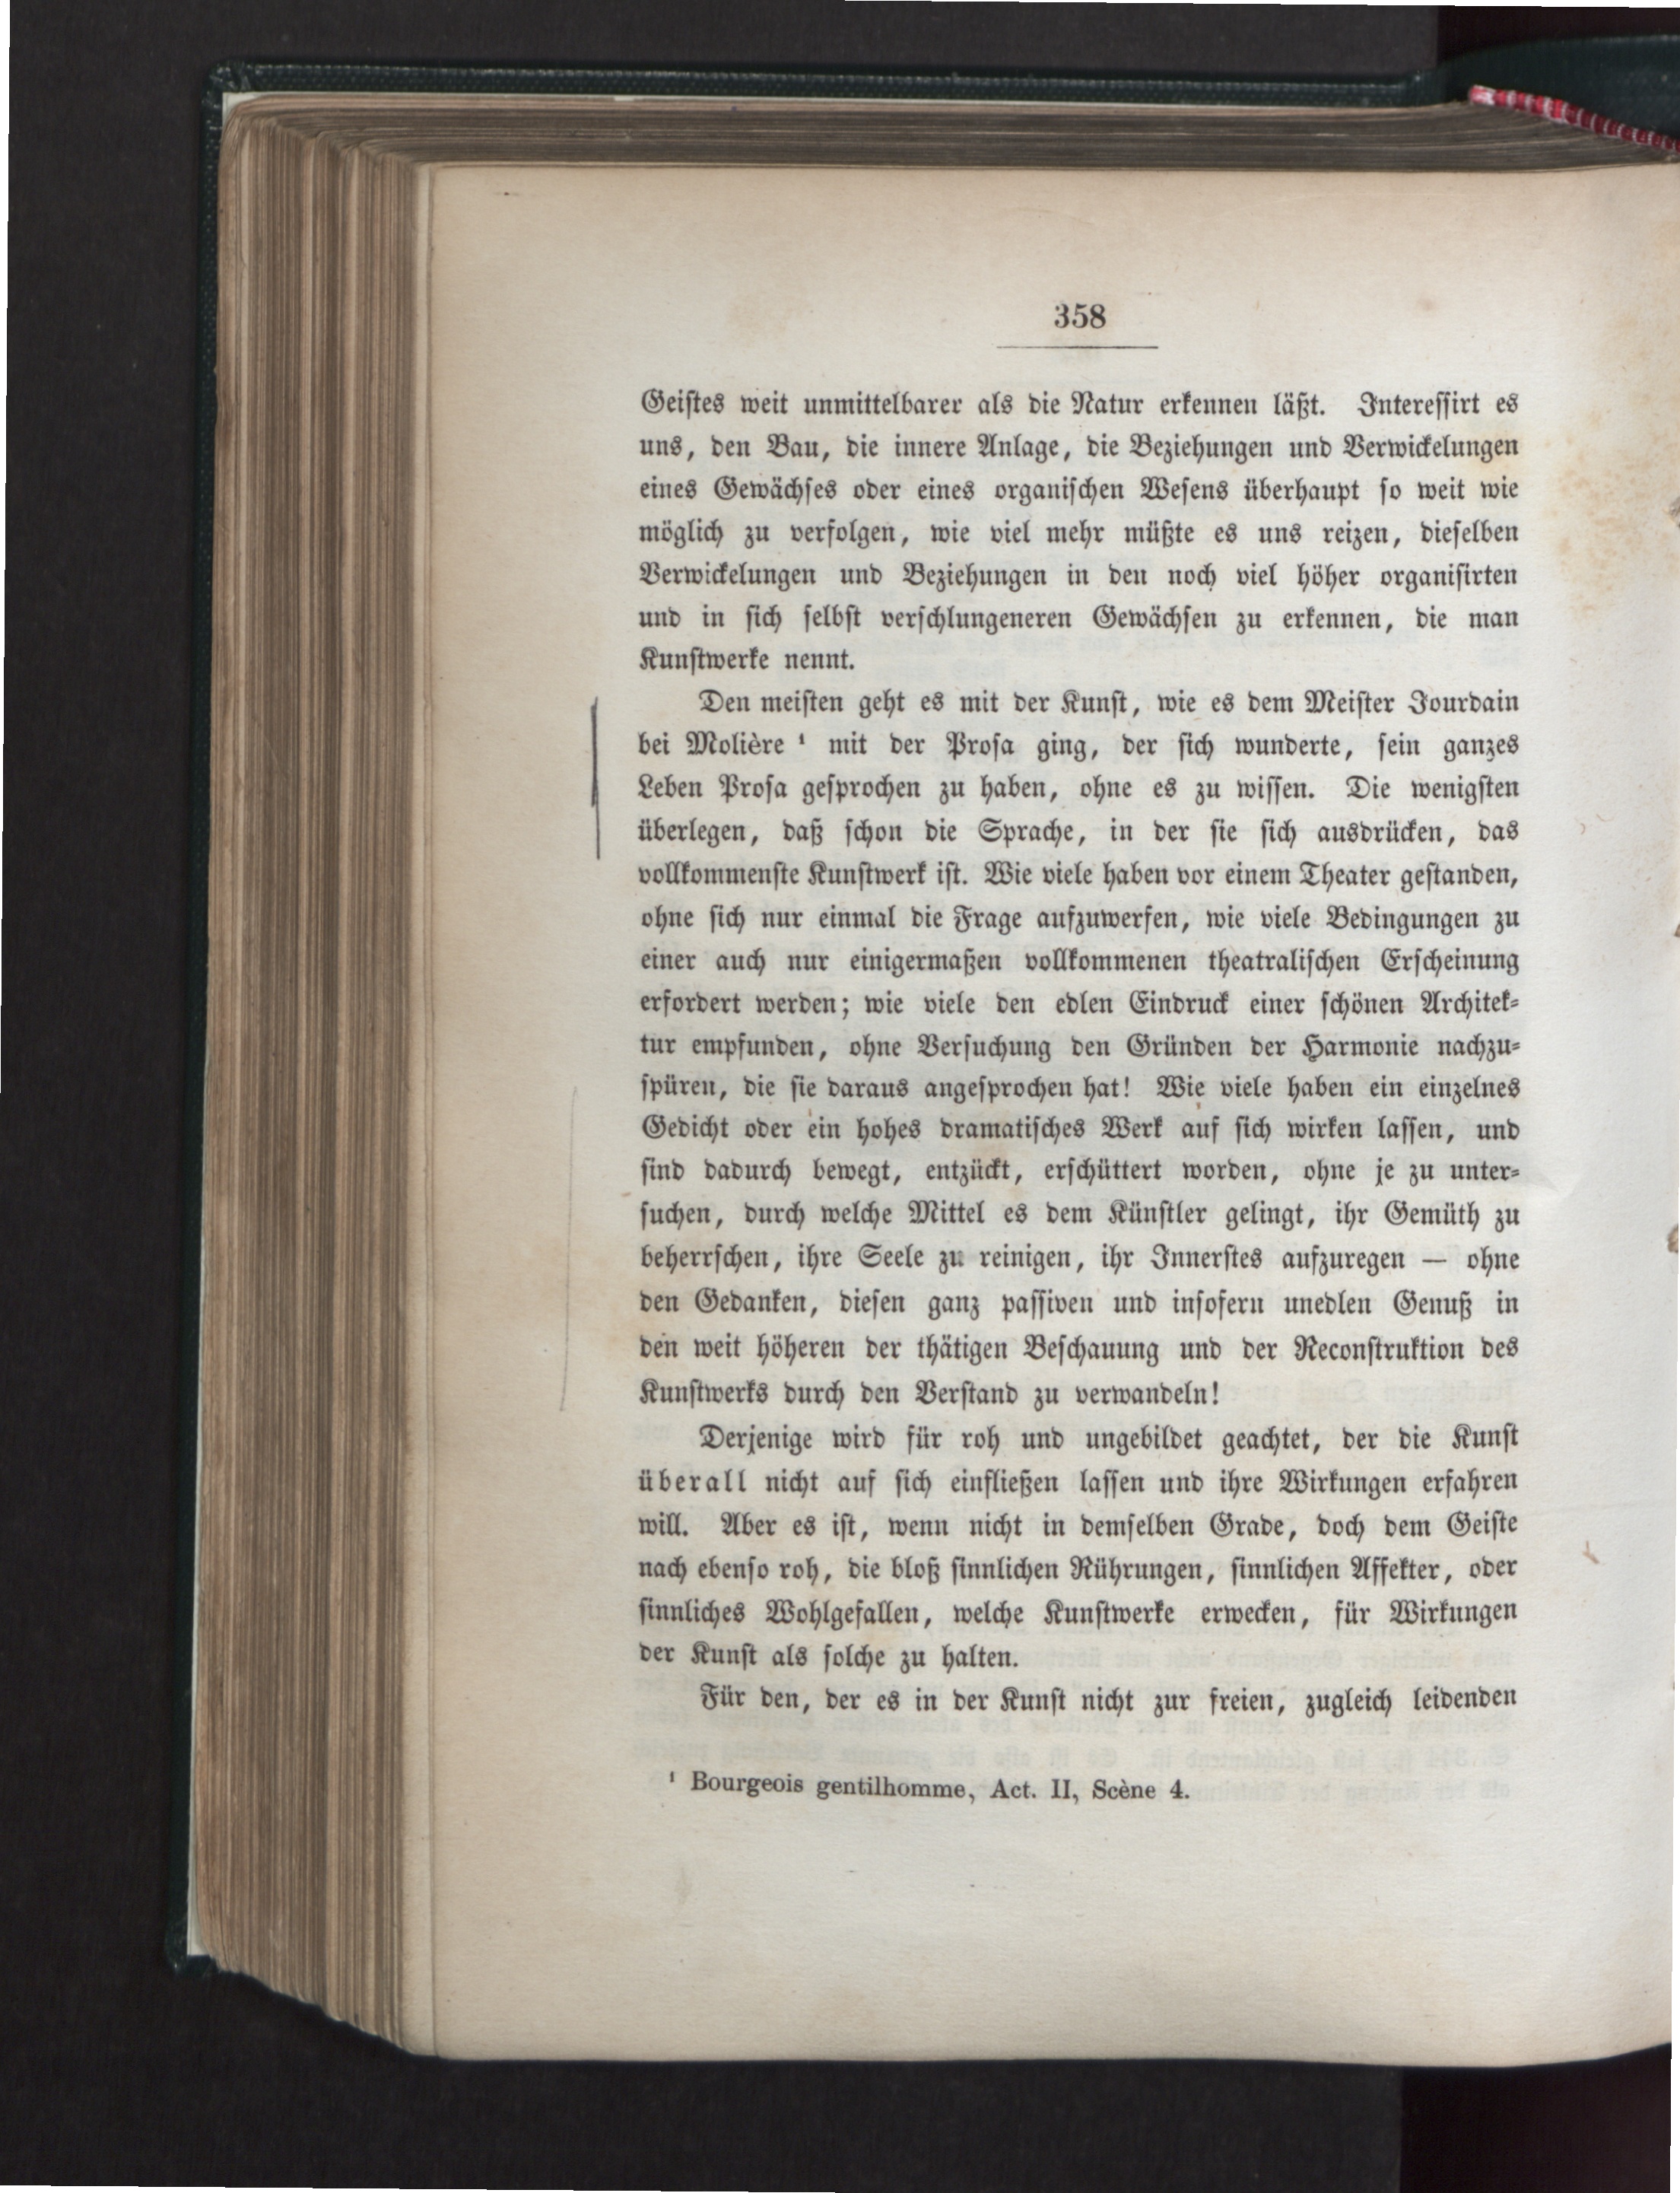 358
Geistes weit unmittelbarer als die Natur erkennen läßt. Interessirt es
uns, den Bau, die innere Anlage, die Beziehungen und Verwickelungen
eines Gewächses oder eines organischen Wesens überhaupt so weit wie
möglich zu verfolgen, wie viel mehr müßte es uns reizen, dieselben
Verwickelungen und Beziehungen in den noch viel höher organisirten
und in sich selbst verschlungeneren Gewächsen zu erkennen, die man
Kunstwerke nennt.
Den meisten geht es mit der Kunst, wie es dem Meister Jourdain
bei Molière ¹ mit der Prosa ging, der sich wunderte, sein ganzes
Leben Prosa gesprochen zu haben, ohne es zu wissen. Die wenigsten
überlegen, daß schon die Sprache, in der sie sich ausdrücken, das
vollkommenste Kunstwerk ist. Wie viele haben vor einem Theater gestanden,
ohne sich nur einmal die Frage aufzuwerfen, wie viele Bedingungen zu
einer auch nur einigermaßen vollkommenen theatralischen Erscheinung
erfordert werden; wie viele den edlen Eindruck einer schönen Architek-
tur empfunden, ohne Versuchung den Gründen der Harmonie nachzu-
spüren, die sie daraus angesprochen hat! Wie viele haben ein einzelnes
Gedicht oder ein hohes dramatisches Werk auf sich wirken lassen, und
sind dadurch bewegt, entzückt, erschüttert worden, ohne je zu unter-
suchen, durch welche Mittel es dem Künstler gelingt, ihr Gemüth zu
beherrschen, ihre Seele zu reinigen, ihr Innerstes aufzuregen — ohne
den Gedanken, diesen ganz passiven und insofern unedlen Genuß in
den weit höheren der thätigen Beschauung und der Reconstruktion des
Kunstwerks durch den Verstand zu verwandeln!
Derjenige wird für roh und ungebildet geachtet, der die Kunst
überall nicht auf sich einfließen lassen und ihre Wirkungen erfahren
will. Aber es ist, wenn nicht in demselben Grade, doch dem Geiste
nach ebenso roh, die bloß sinnlichen Rührungen, sinnlichen Affekter, oder
sinnliches Wohlgefallen, welche Kunstwerke erwecken, für Wirkungen
der Kunst als solche zu halten.
Für den, der es in der Kunst nicht zur freien, zugleich leidenden
¹ Bourgeois gentilhomme, Act. II, Scène 4.